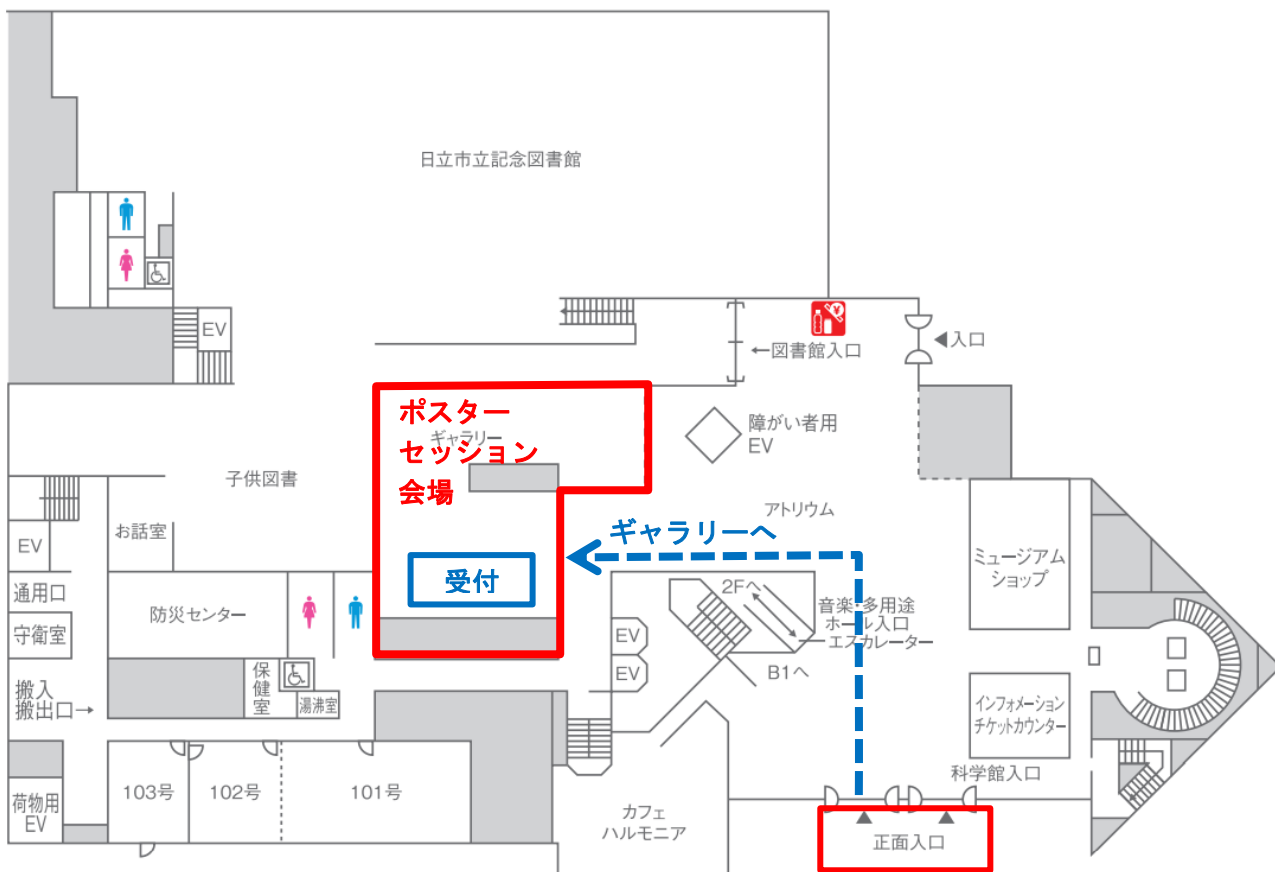 日立市立記念図書館
EV
←図書館入口
◀入口
ポスター
ギャラリー
セッション
会場
障がい者用
EV
子供図書
アトリウム
お話室
EV
ギャラリーへ
ミュージアム
ショップ
受付
通用口
守衛室
防災センター
2Fへ
音楽・多用途
ホール入口
エスカレーター
EV
EV
B1へ
保健室
湯沸室
搬入
搬出口→
インフォメーション
チケットカウンター
科学館入口
103号
102号
101号
荷物用
EV
カフェ
ハルモニア
正面入口